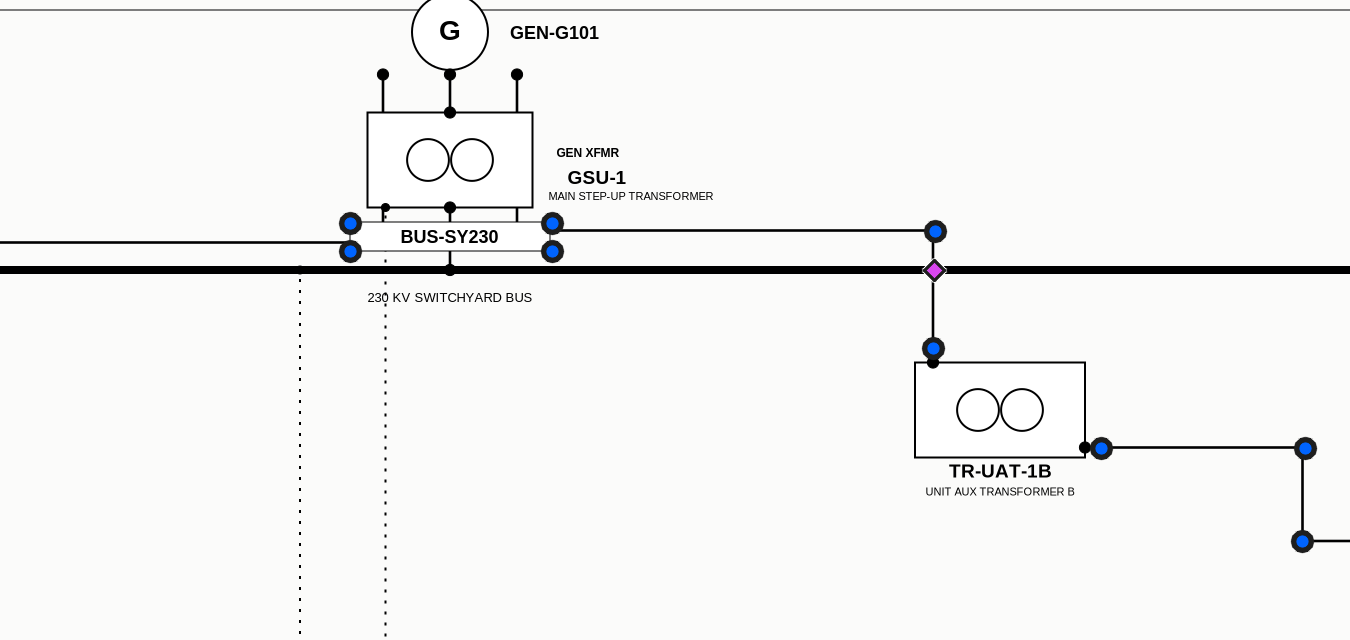 G
GEN-G101
GEN XFMR
GSU-1
MAIN STEP-UP TRANSFORMER
BUS-SY230
230 KV SWITCHYARD BUS
TR-UAT-1B
UNIT AUX TRANSFORMER B